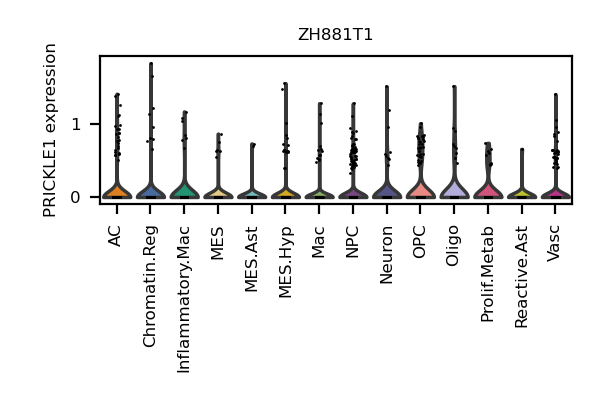 ZH881T1
PRICKLE1 expression
1
0
AC
Chromatin.Reg
Inflammatory.Mac
MES
MES.Ast
MES.Hyp
Mac
NPC
Neuron
OPC
Oligo
Prolif.Metab
Reactive.Ast
Vasc